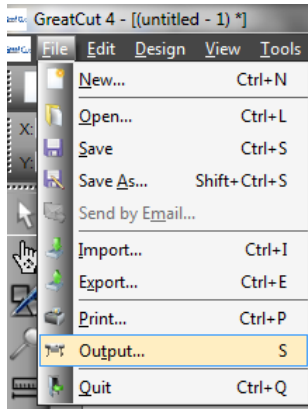 GreatCut 4 - [(untitled - 1) *]
File Edit Design View Tools
New... Ctrl+N
X:
Open... Ctrl+L
Save Ctrl+S
Y:
Save As... Shift+Ctrl+S
Send by Email...
Import... Ctrl+I
Export... Ctrl+E
Print... Ctrl+P
Output... S
Quit Ctrl+Q